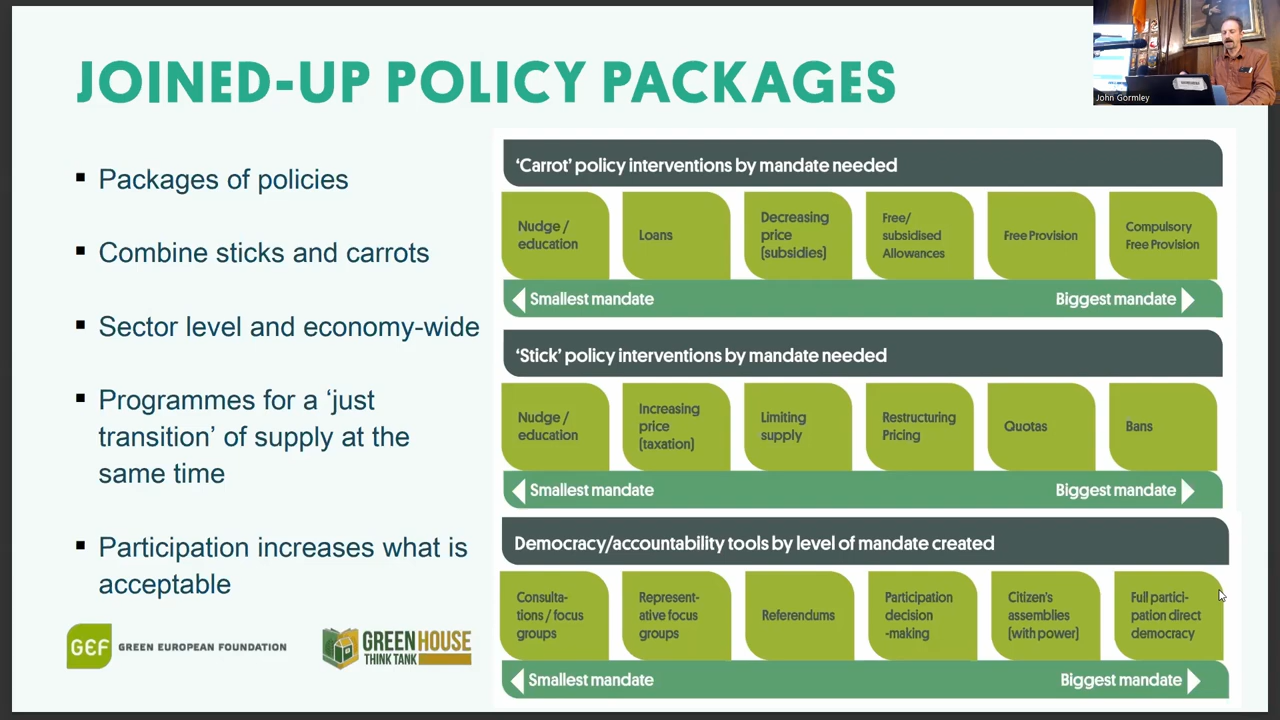 JOINED-UP POLICY PACKAGES
John Gormley
Packages of policies
Combine sticks and carrots
Sector level and economy-wide
Programmes for a ‘just
transition’ of supply at the
same time
Participation increases what is
acceptable
GEF GREEN EUROPEAN FOUNDATION
GREEN HOUSE
THINK TANK
‘Carrot’ policy interventions by mandate needed
Nudge /
education
Loans
Decreasing
price
(subsidies)
Free/
subsidised
Allowances
Free Provision
Compulsory
Free Provision
Smallest mandate
Biggest mandate
‘Stick’ policy interventions by mandate needed
Nudge /
education
Increasing
price
(taxation)
Limiting
supply
Restructuring
Pricing
Quotas
Bans
Smallest mandate
Biggest mandate
Democracy/accountability tools by level of mandate created
Consulta-
tions / focus
groups
Represent-
ative focus
groups
Referendums
Participation
decision
-making
Citizen's
assemblies
(with power)
Full partici-
pation direct
democracy
Smallest mandate
Biggest mandate